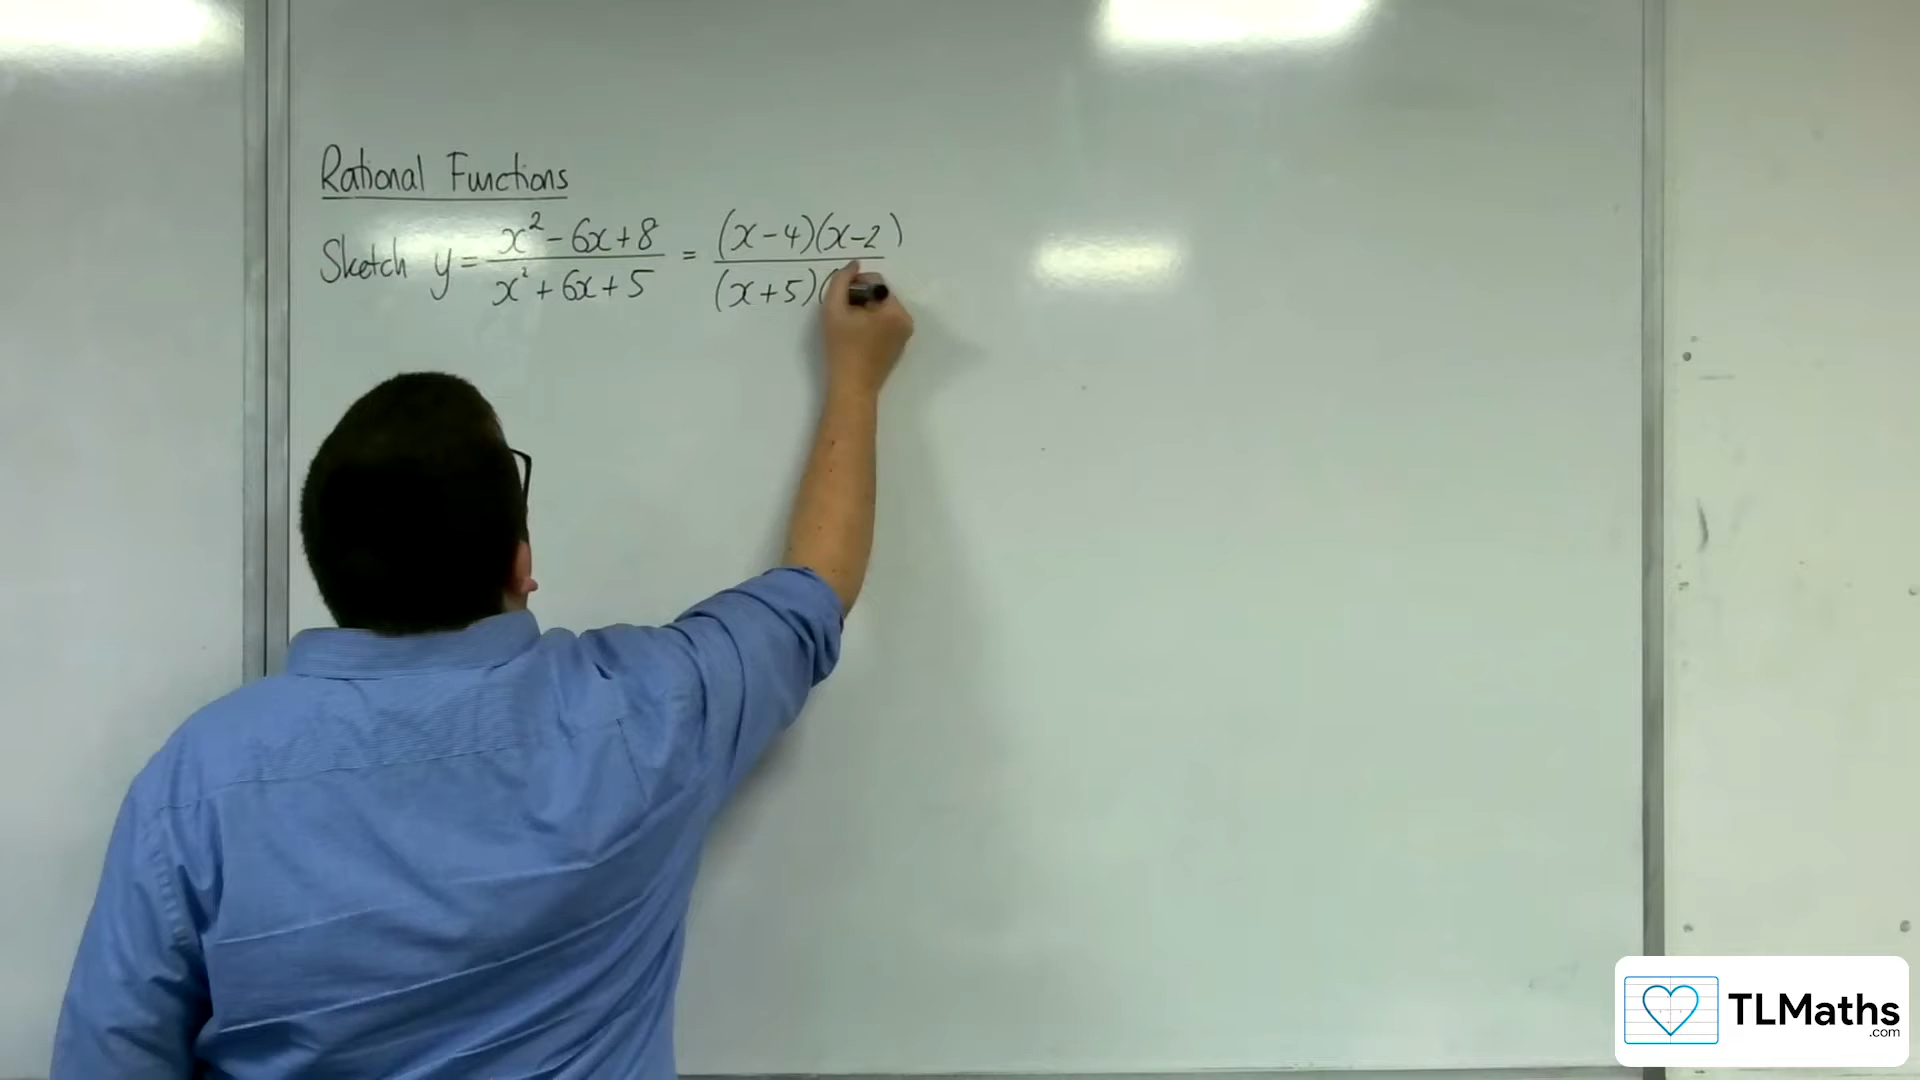 Rational Functions
Sketch y = x² - 6x + 8 / x² + 6x + 5 = (x - 4)(x - 2) / (x + 5)(
TLMaths
.com